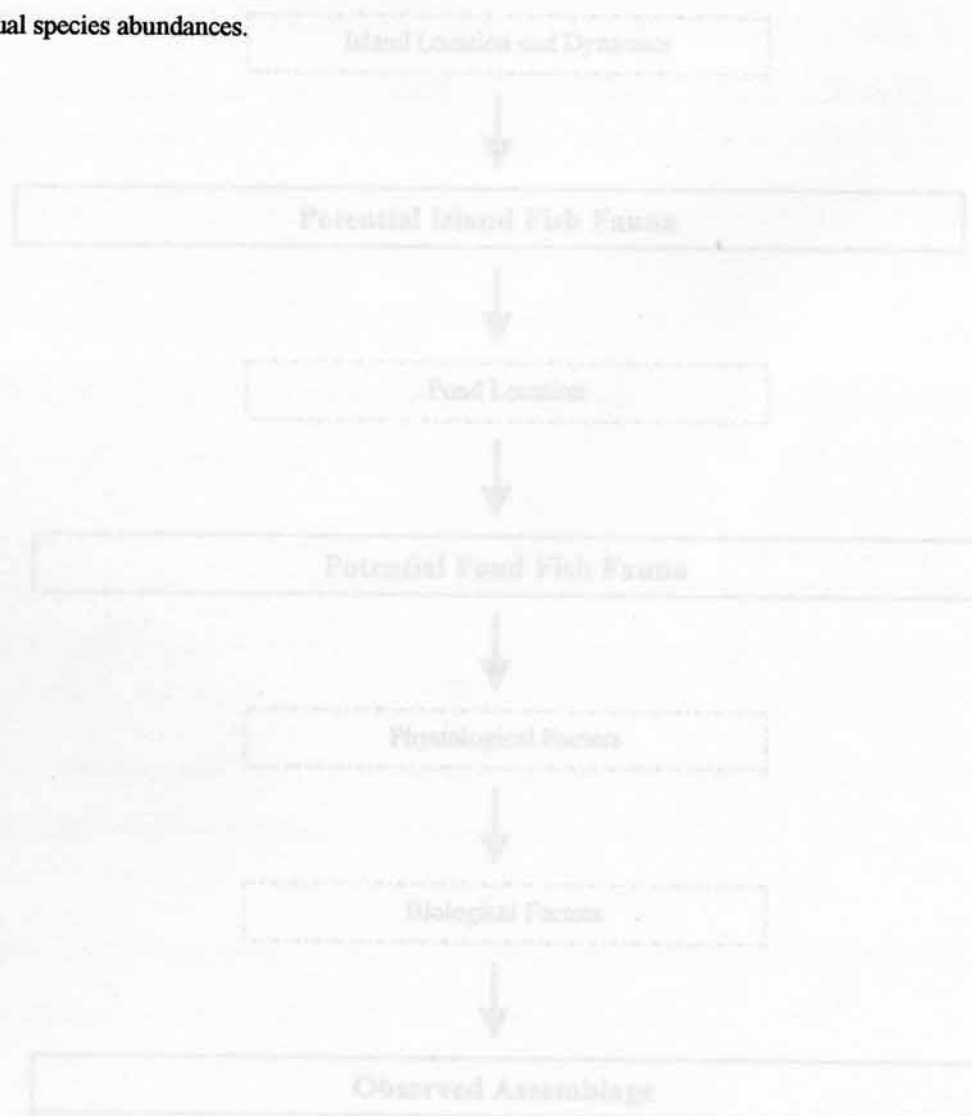 ual species abundances.
Island Location and Dynamics
Potential Island Fish Fauna
Pond Location
Potential Pond Fish Fauna
Physiological Factors
Biological Factors
Observed Assemblage